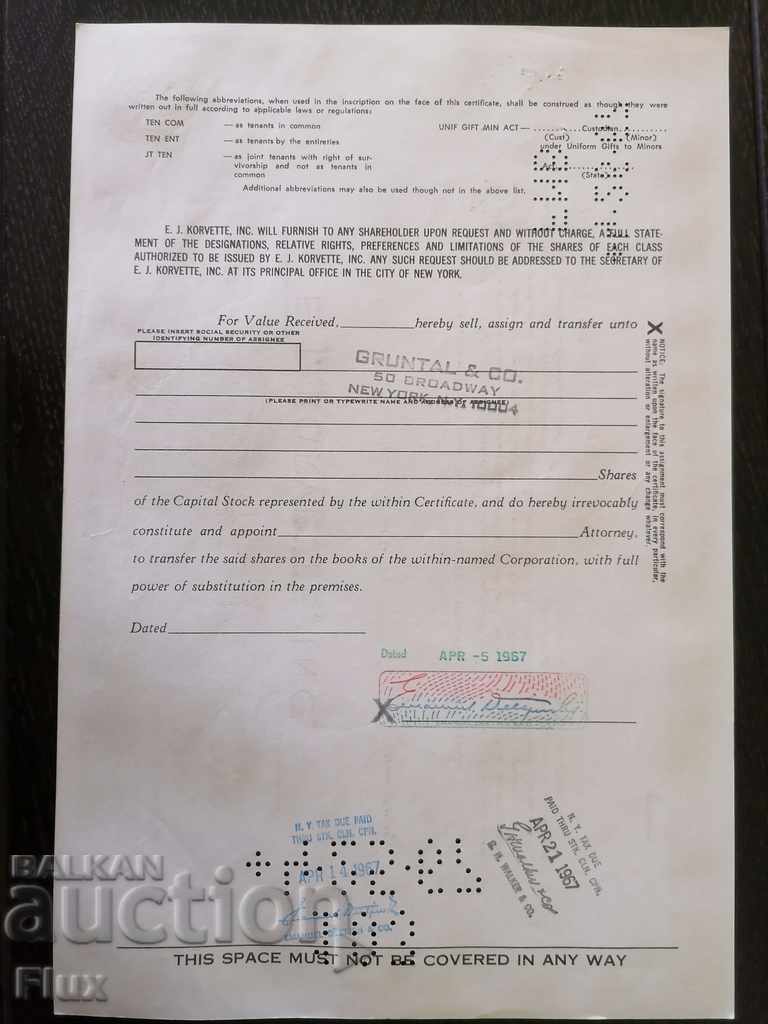 The following abbreviations, when used in the inscription on the face of this certificate, shall be construed as though they were
written out in full according to applicable laws or regulations:
TEN COM — as tenants in common
TEN ENT — as tenants by the entireties
JT TEN — as joint tenants with right of sur-
vivorship and not as tenants in
common
UNIF GIFT MIN ACT— Custodian
(Cust) (Minor)
under Uniform Gifts to Minors
Act
(State)
Additional abbreviations may also be used though not in the above list.
E. J. KORVETTE, INC. WILL FURNISH TO ANY SHAREHOLDER UPON REQUEST AND WITHOUT CHARGE, A FULL STATE-
MENT OF THE DESIGNATIONS, RELATIVE RIGHTS, PREFERENCES AND LIMITATIONS OF THE SHARES OF EACH CLASS
AUTHORIZED TO BE ISSUED BY E. J. KORVETTE, INC. ANY SUCH REQUEST SHOULD BE ADDRESSED TO THE SECRETARY OF
E. J. KORVETTE, INC. AT ITS PRINCIPAL OFFICE IN THE CITY OF NEW YORK.
For Value Received, hereby sell, assign and transfer unto
PLEASE INSERT SOCIAL SECURITY OR OTHER
IDENTIFYING NUMBER OF ASSIGNEE
GRUNTAL & CO.
50 BROADWAY
NEW YORK, N.Y. 10004
(PLEASE PRINT OR TYPEWRITE NAME AND ADDRESS OF ASSIGNEE)
Shares
of the Capital Stock represented by the within Certificate, and do hereby irrevocably
constitute and appoint Attorney,
to transfer the said shares on the books of the within-named Corporation, with full
power of substitution in the premises.
Dated
X
NOTICE: The signature to this assignment must correspond with the
name as written upon the face of the certificate, in every particular,
without alteration or enlargement or any change whatever.
Dated APR -5 1967
X
N. Y. TAX DUE PAID
THRU STK. CLN. CPN.
APR 14 1967
N. Y. TAX DUE
PAID THRU STK. CLN. CPN.
APR 21 1967
G. H. WALKER & CO.
THIS SPACE MUST NOT BE COVERED IN ANY WAY
BALKAN
auction
Flux